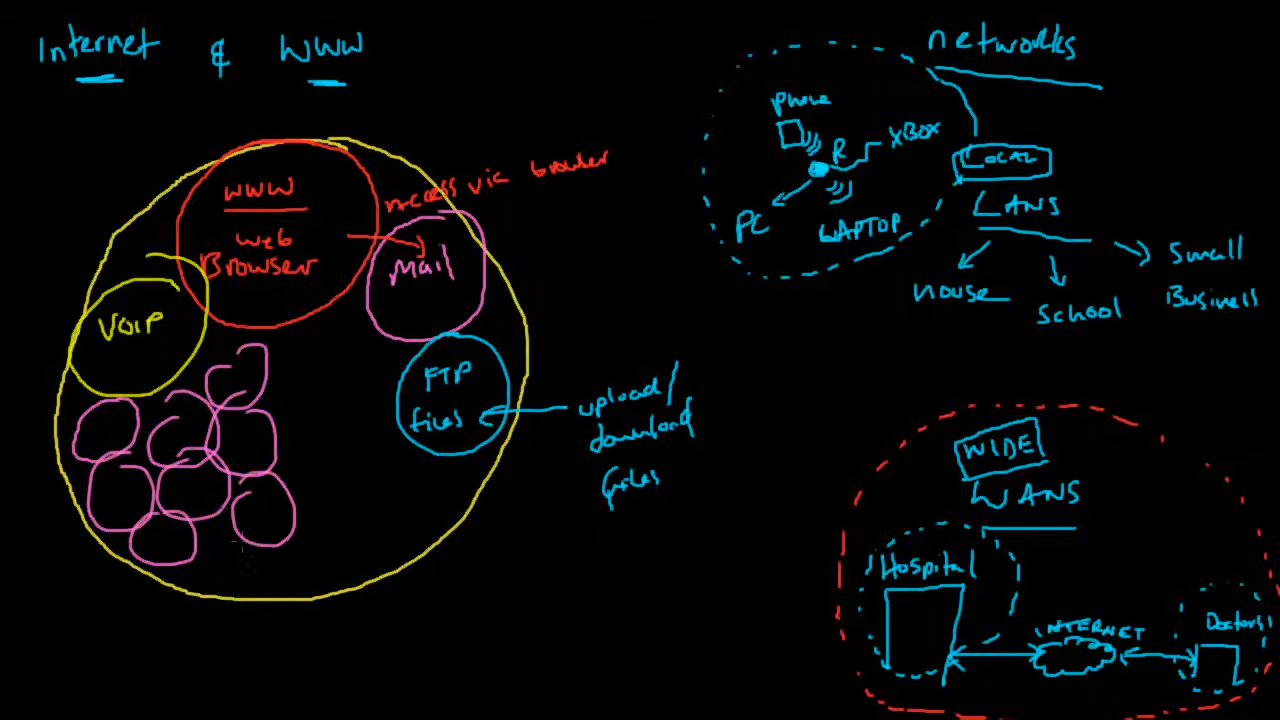 Internet & WWW
WWW
Web
Browser
Access via browser
Mail
VOIP
FTP
files
upload/
download
files
networks
Phone
R
XBOX
PC
LAPTOP
LOCAL
LANS
House
School
Small
Business
WIDE
WANS
Hospital
INTERNET
Doctors